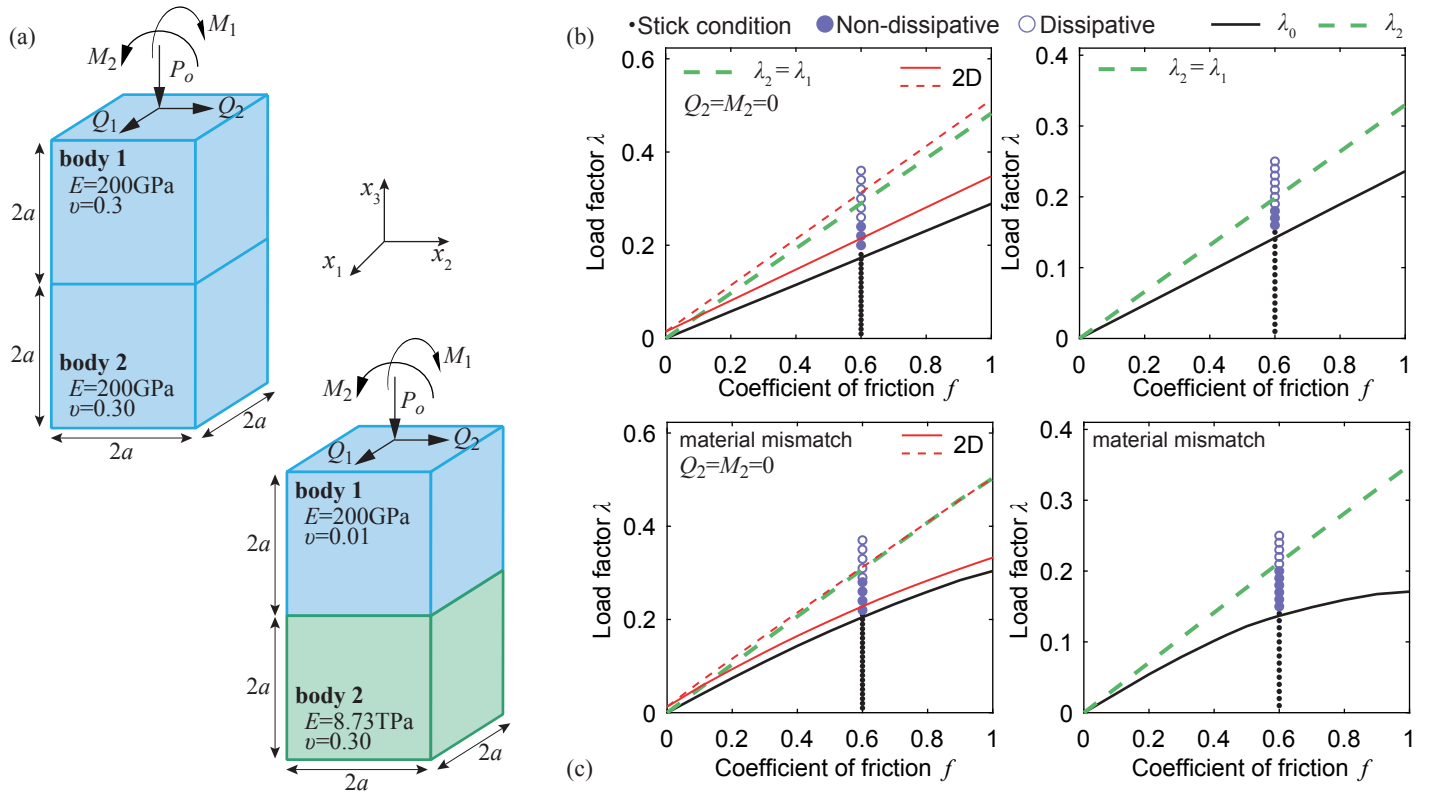 (a)
M1
M2
Po
Q1
Q2
body 1
E=200GPa
υ=0.3
2a
body 2
E=200GPa
υ=0.30
2a
2a
2a
x3
x1
x2
M1
M2
Po
Q1
Q2
body 1
E=200GPa
υ=0.01
2a
body 2
E=8.73TPa
υ=0.30
2a
2a
2a
(b)
Stick condition
Non-dissipative
Dissipative
λ0
λ2
λ2 = λ1
2D
Q2=M2=0
Load factor λ
0.6
0.4
0.2
0
0 0.2 0.4 0.6 0.8 1
Coefficient of friction f
λ2 = λ1
Load factor λ
0.4
0.3
0.2
0.1
0
0 0.2 0.4 0.6 0.8 1
Coefficient of friction f
(c)
material mismatch
2D
Q2=M2=0
Load factor λ
0.6
0.4
0.2
0
0 0.2 0.4 0.6 0.8 1
Coefficient of friction f
material mismatch
Load factor λ
0.4
0.3
0.2
0.1
0
0 0.2 0.4 0.6 0.8 1
Coefficient of friction f